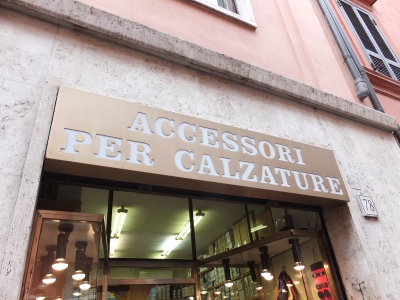 ACCESSORI
PER CALZATURE
78